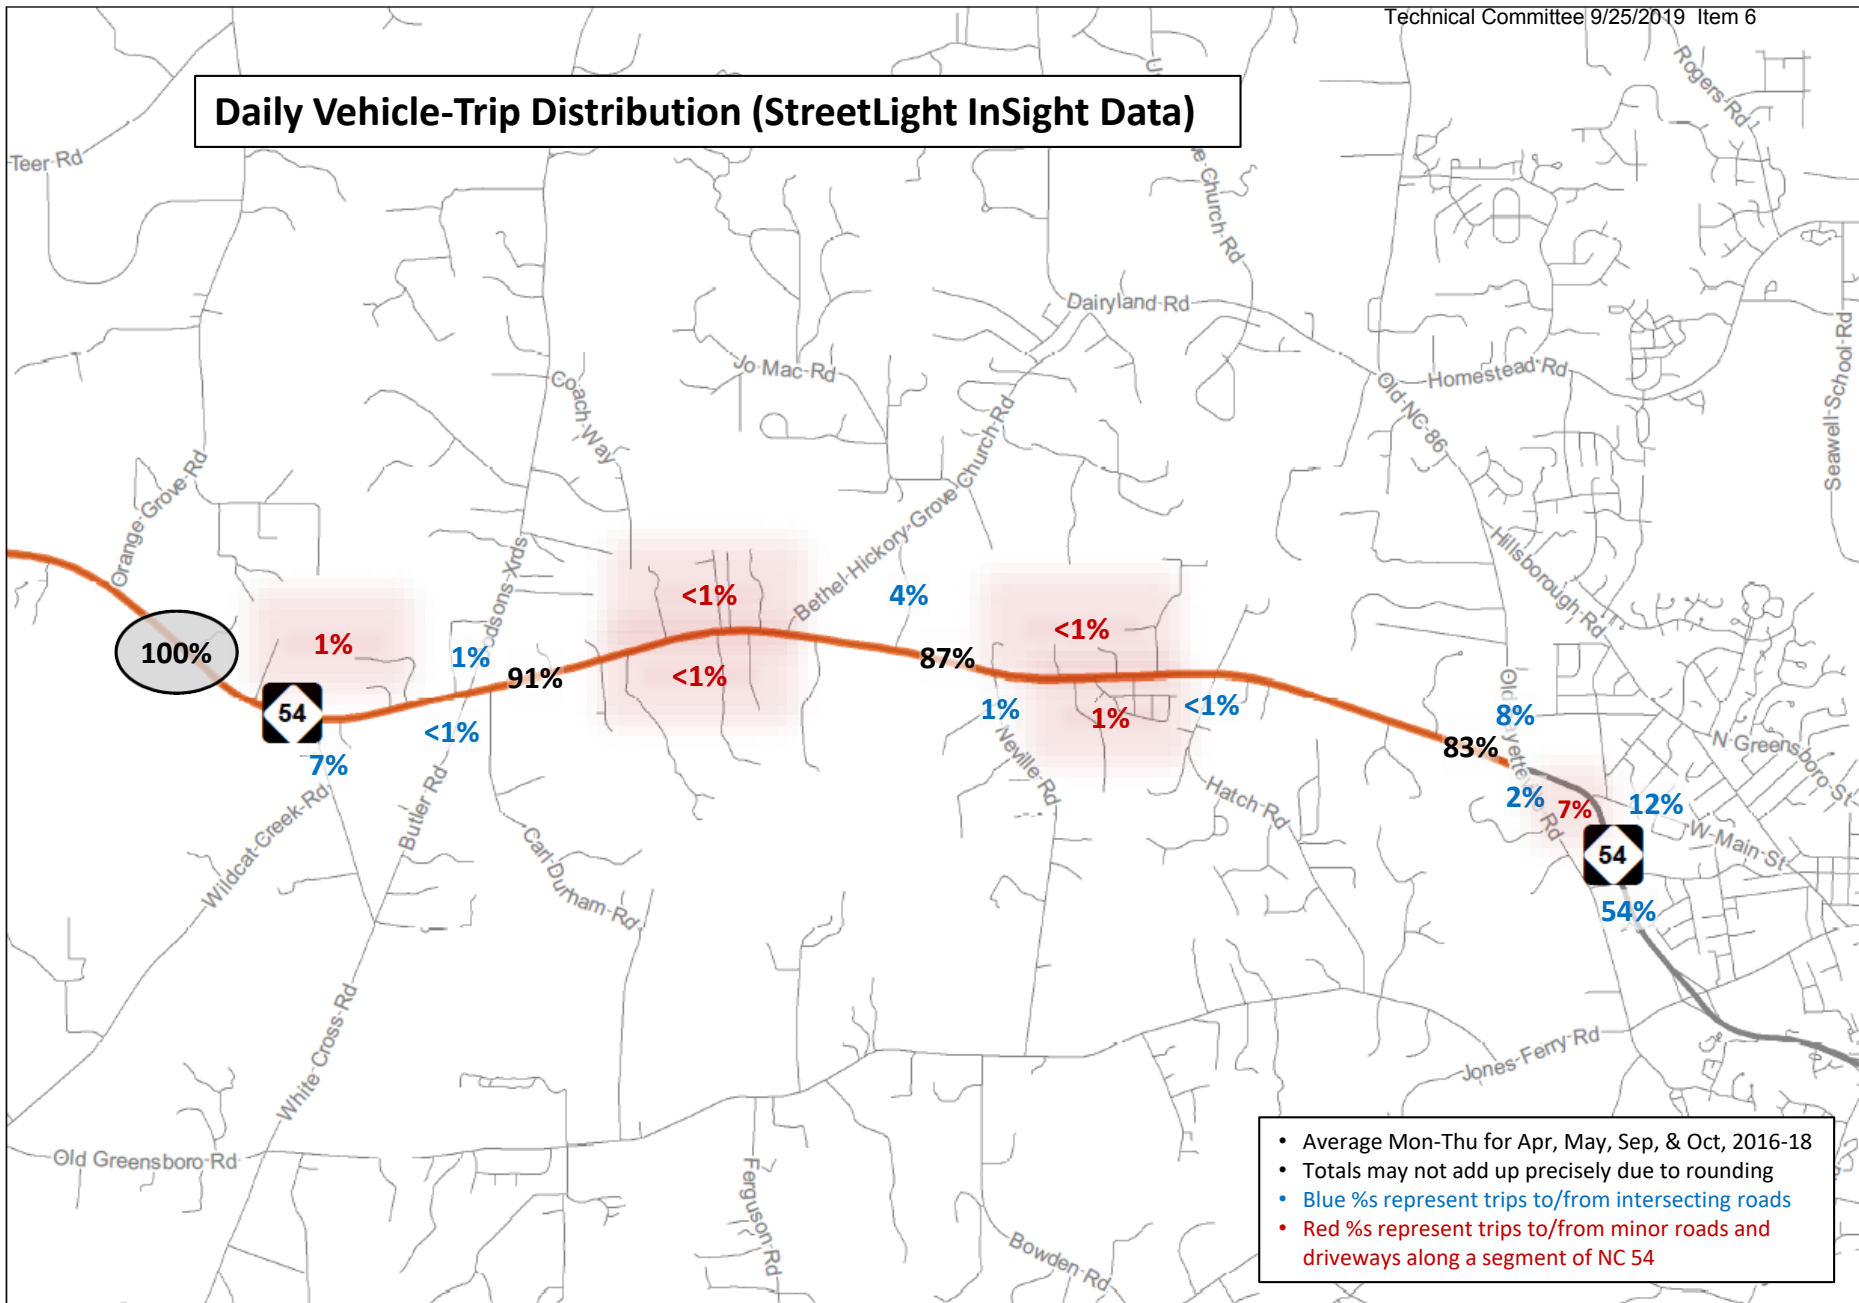 Technical Committee 9/25/2019 Item 6
Daily Vehicle-Trip Distribution (StreetLight InSight Data)
Rogers Rd
Teer Rd
Church Rd
Dairyland Rd
Jo Mac Rd
Homestead Rd
Seawell School Rd
Coach Way
Old NC 86
Orange Grove Rd
Bethel Hickory Grove Church Rd
Hillsborough Rd
Xrds
<1%
4%
<1%
1%
100%
1%
91%
<1%
87%
54
<1%
7%
1%
1%
<1%
83%
8%
Old
N Greensboro St
Neville Rd
Hatch Rd
2%
7%
12%
Rd
W Main St
54
54%
Wildcat Creek Rd
Butler Rd
Carl Durham Rd
White Cross Rd
Jones Ferry Rd
Old Greensboro Rd
Ferguson Rd
Bowden Rd
• Average Mon-Thu for Apr, May, Sep, & Oct, 2016-18
• Totals may not add up precisely due to rounding
• Blue %s represent trips to/from intersecting roads
• Red %s represent trips to/from minor roads and
driveways along a segment of NC 54